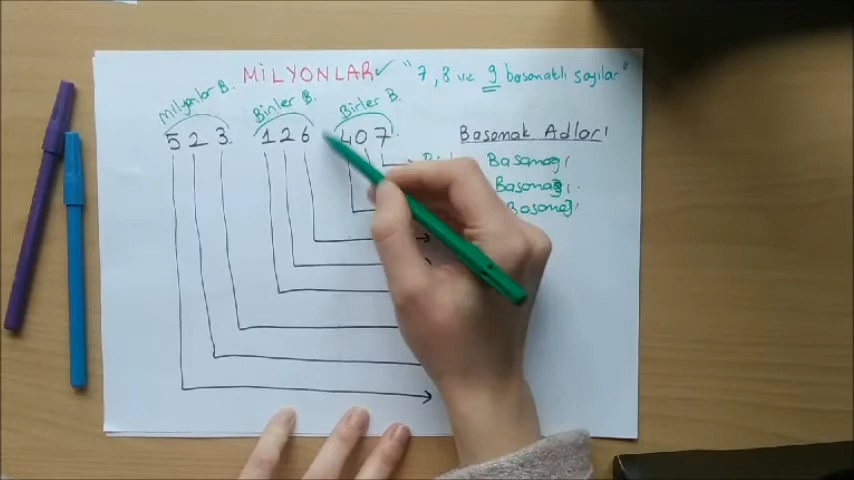 MİLYONLAR ✓ "7, 8 ve 9 basamaklı sayılar"
Milyonlar B. Binler B. Birler B.
523 126 407
Basamak Adları
Basamağı
Basamağı
Basamağı